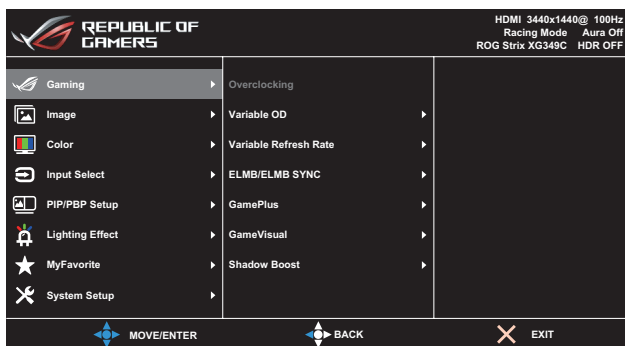 REPUBLIC OF
GAMERS
HDMI 3440x1440@ 100Hz
Racing Mode Aura Off
ROG Strix XG349C HDR OFF
Gaming
Image
Color
Input Select
PIP/PBP Setup
Lighting Effect
MyFavorite
System Setup
Overclocking
Variable OD
Variable Refresh Rate
ELMB/ELMB SYNC
GamePlus
GameVisual
Shadow Boost
MOVE/ENTER
BACK
EXIT